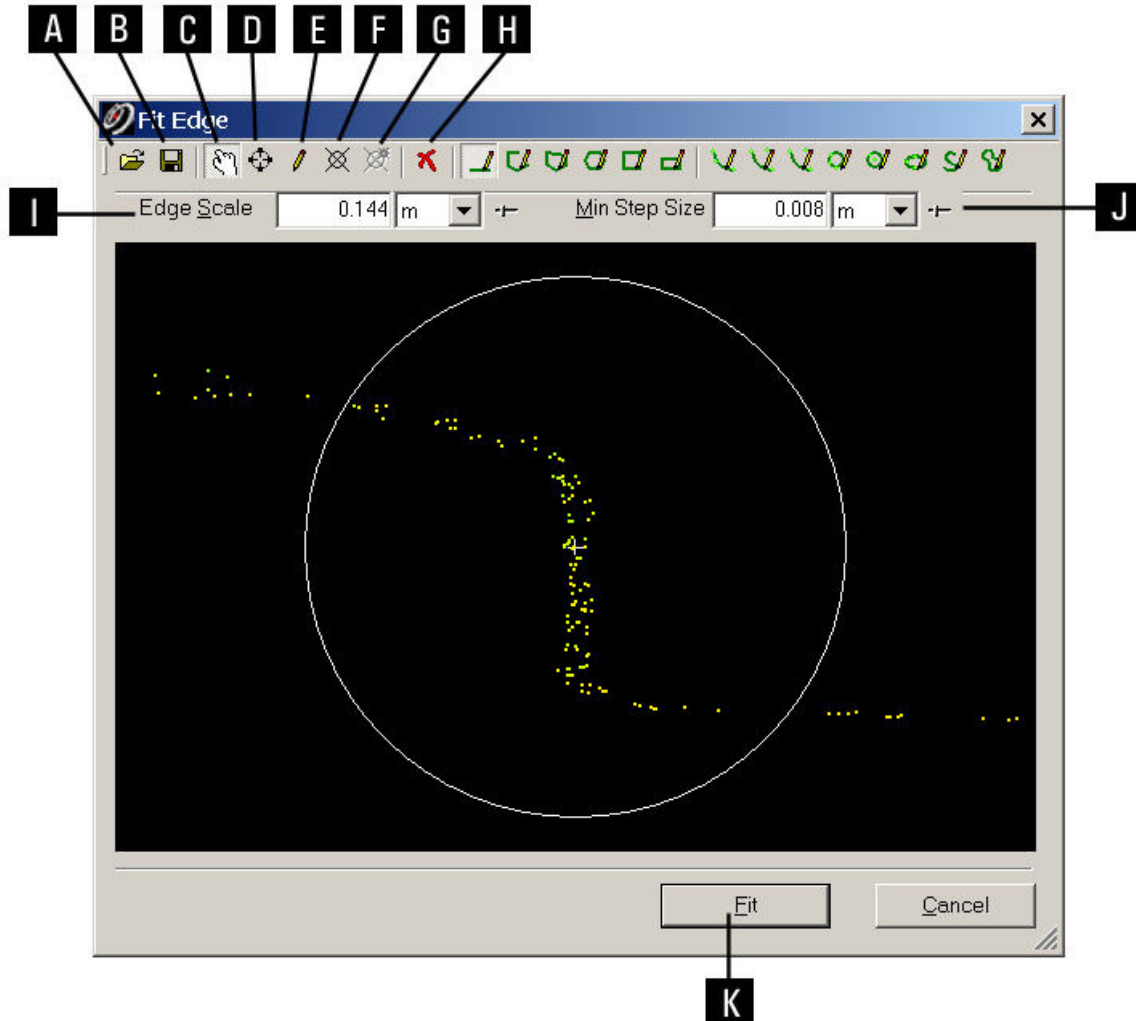 A B C D E F G H
Fit Edge
I Edge Scale 0.144 m Min Step Size 0.008 m J
Fit Cancel
K